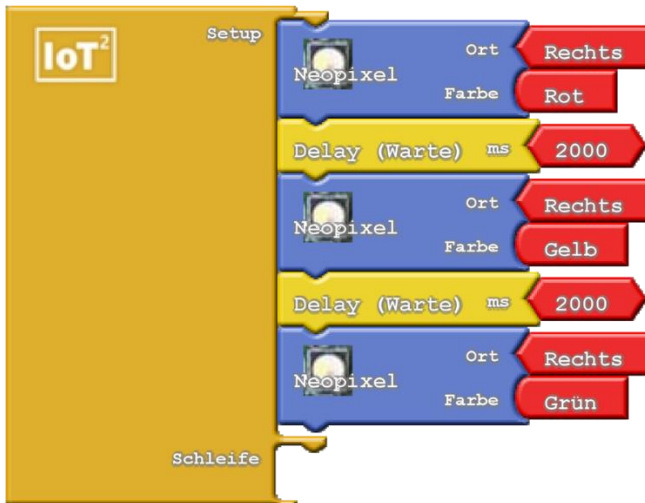 IoT²
Setup
Neopixel Ort Rechts
Farbe Rot
Delay (Warte) ms 2000
Neopixel Ort Rechts
Farbe Gelb
Delay (Warte) ms 2000
Neopixel Ort Rechts
Farbe Grün
Schleife